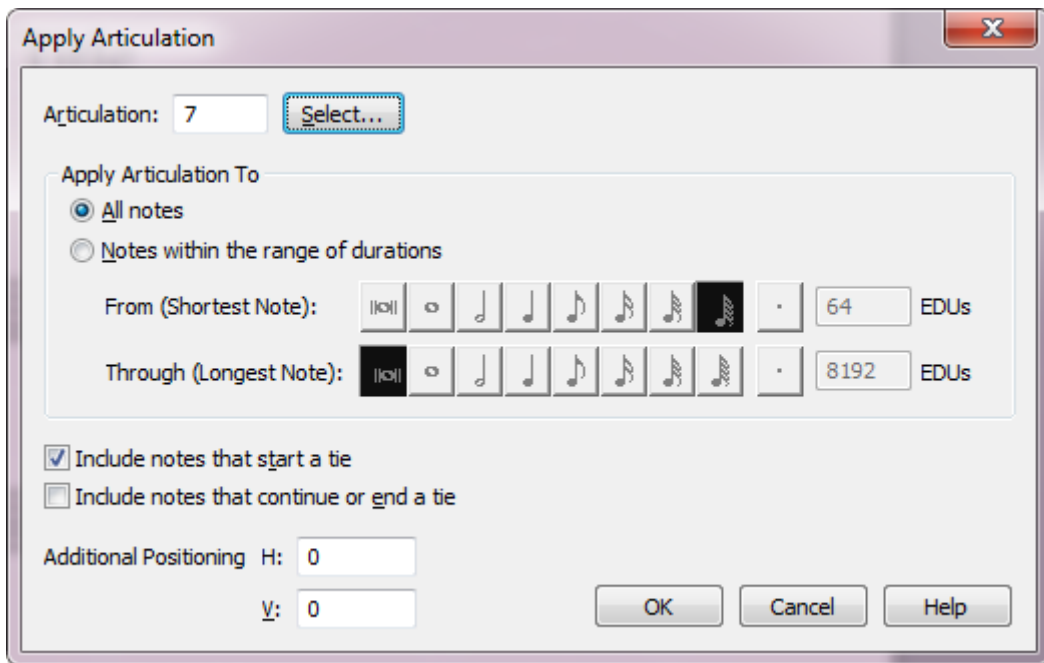 Apply Articulation
Articulation: 7 Select...
Apply Articulation To
All notes
Notes within the range of durations
From (Shortest Note): 64 EDUs
Through (Longest Note): 8192 EDUs
Include notes that start a tie
Include notes that continue or end a tie
Additional Positioning H: 0
V: 0 OK Cancel Help